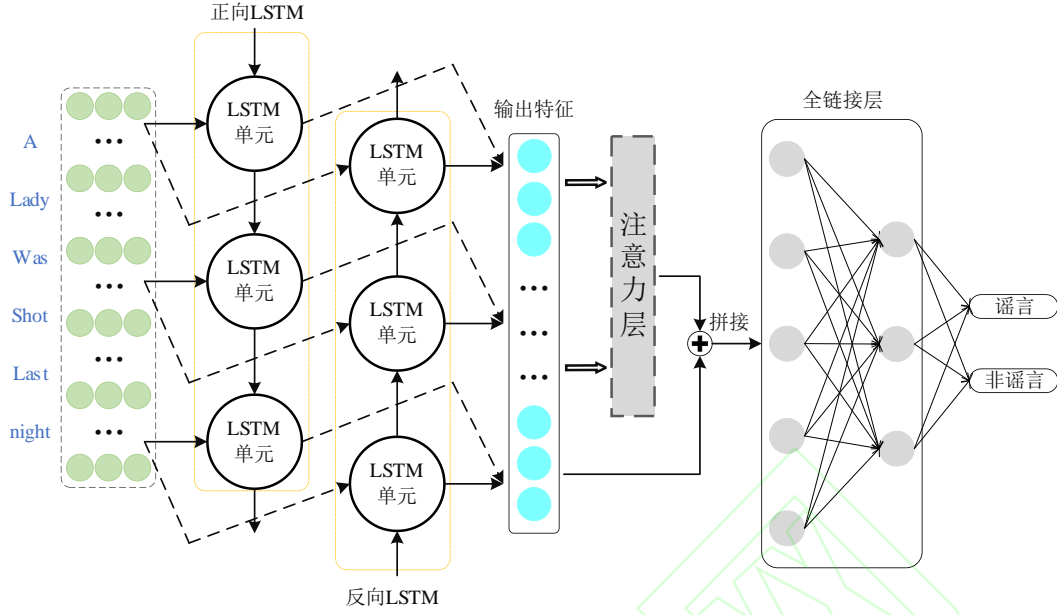 正向LSTM
A
Lady
Was
Shot
Last
night
LSTM
单元
LSTM
单元
LSTM
单元
LSTM
单元
LSTM
单元
LSTM
单元
反向LSTM
输出特征
注意力层
拼接
全链接层
谣言
非谣言